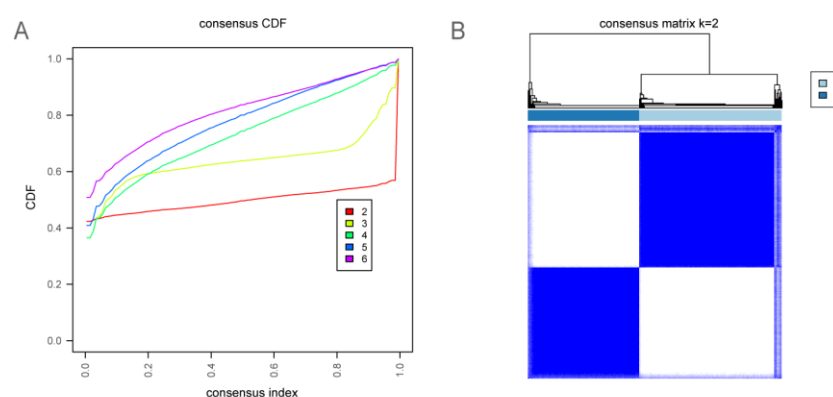 A
consensus CDF
CDF
1.0
0.8
0.6
0.4
0.2
0.0
2
3
4
5
6
0.0 0.2 0.4 0.6 0.8 1.0
consensus index
B
consensus matrix k=2